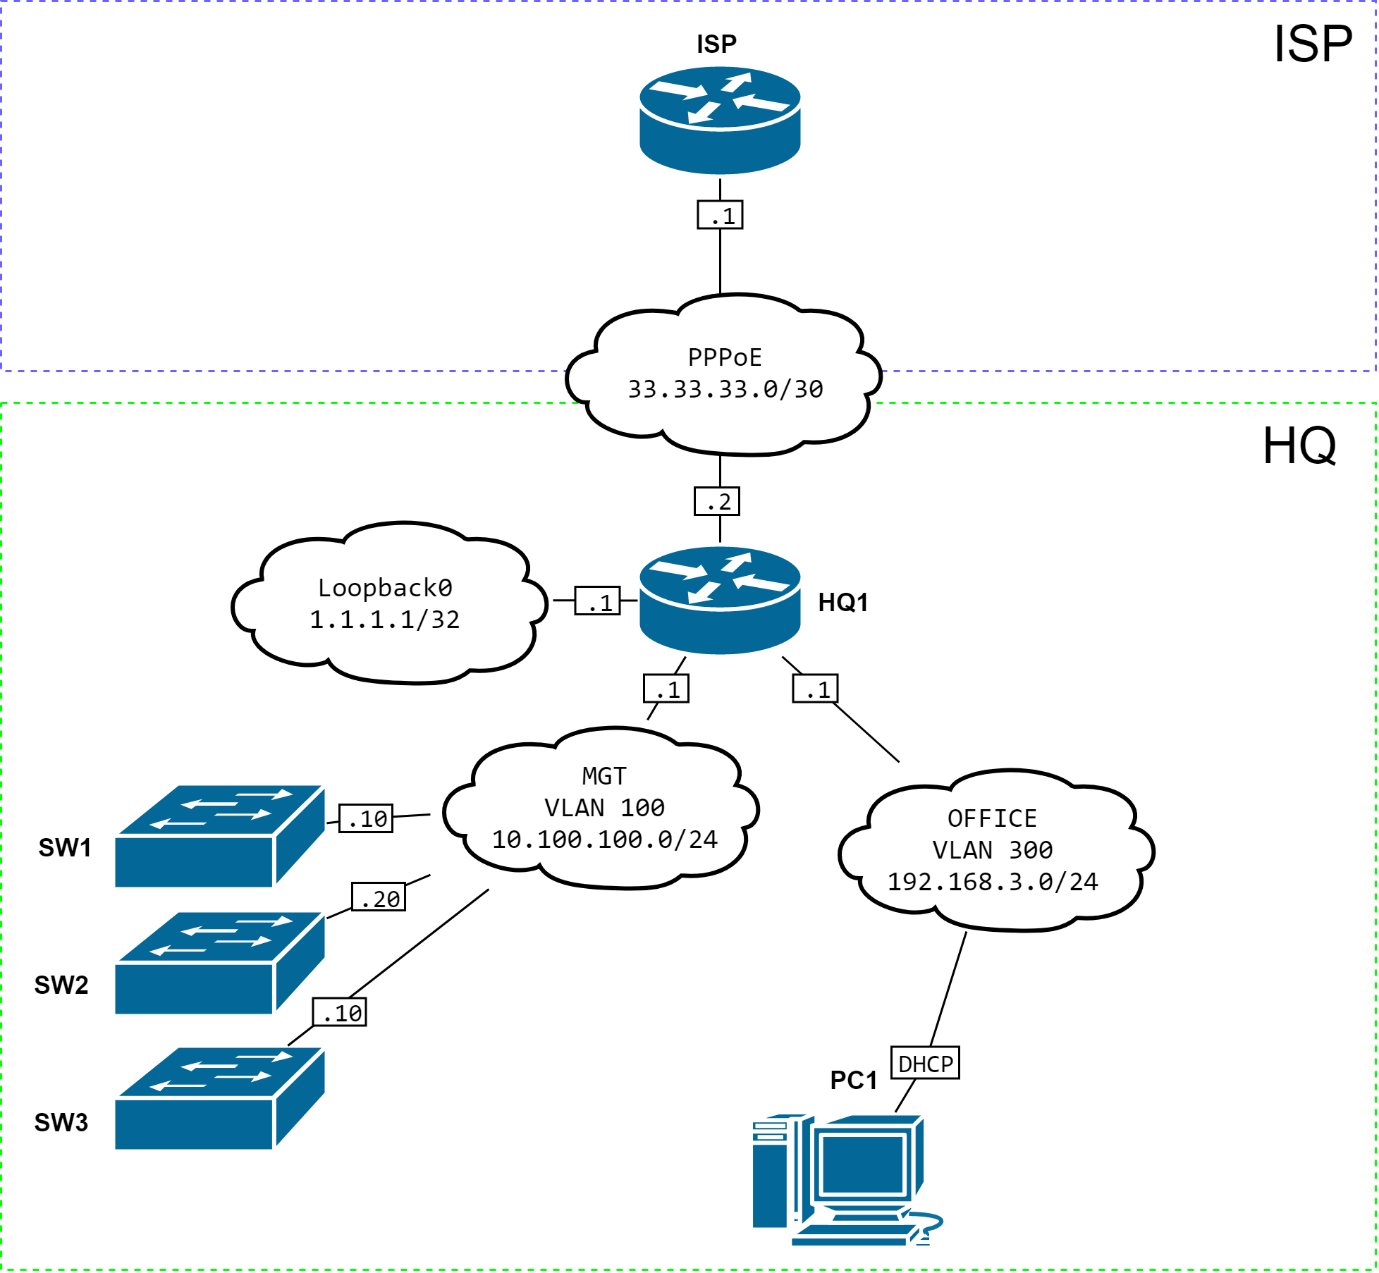 ISP
ISP
.1
PPPoE
33.33.33.0/30
HQ
.2
Loopback0
1.1.1.1/32
.1
HQ1
.1
.1
MGT
VLAN 100
10.100.100.0/24
OFFICE
VLAN 300
192.168.3.0/24
SW1
.10
.20
SW2
.10
SW3
DHCP
PC1